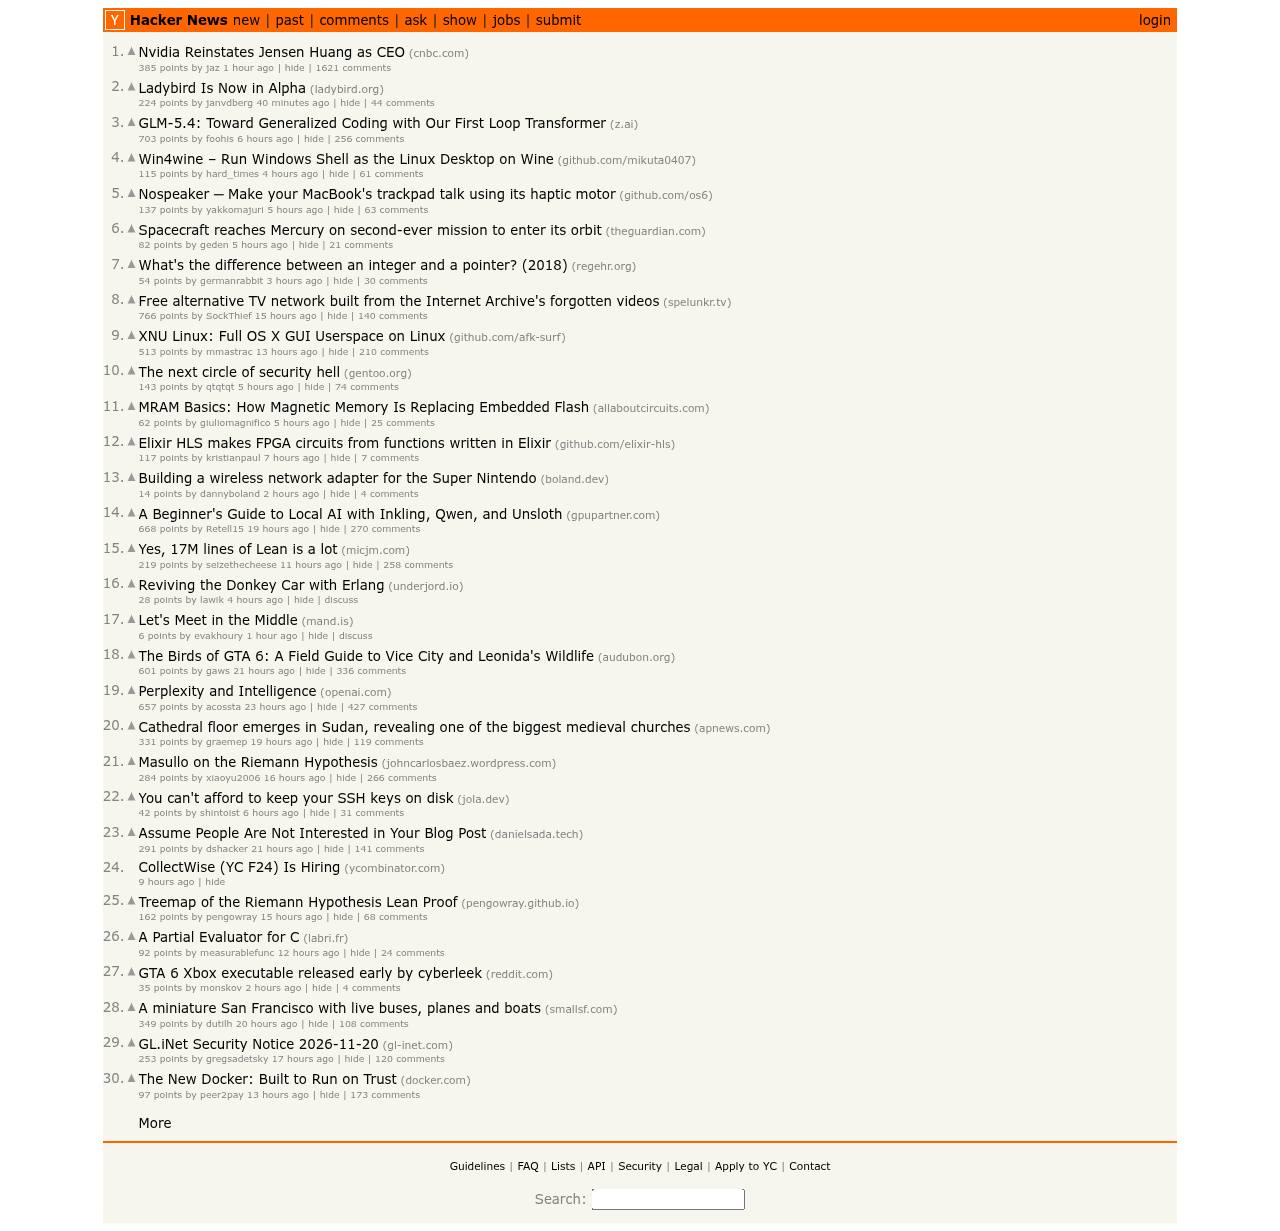 Y Hacker News new | past | comments | ask | show | jobs | submit login
1. ▲ Nvidia Reinstates Jensen Huang as CEO (cnbc.com)
385 points by jaz 1 hour ago | hide | 1621 comments
2. ▲ Ladybird Is Now in Alpha (ladybird.org)
224 points by janvdberg 40 minutes ago | hide | 44 comments
3. ▲ GLM-5.4: Toward Generalized Coding with Our First Loop Transformer (z.ai)
703 points by foohis 6 hours ago | hide | 256 comments
4. ▲ Win4wine – Run Windows Shell as the Linux Desktop on Wine (github.com/mikuta0407)
115 points by hard_times 4 hours ago | hide | 61 comments
5. ▲ Nospeaker — Make your MacBook's trackpad talk using its haptic motor (github.com/os6)
137 points by yakkomajuri 5 hours ago | hide | 63 comments
6. ▲ Spacecraft reaches Mercury on second-ever mission to enter its orbit (theguardian.com)
82 points by geden 5 hours ago | hide | 21 comments
7. ▲ What's the difference between an integer and a pointer? (2018) (regehr.org)
54 points by germanrabbit 3 hours ago | hide | 30 comments
8. ▲ Free alternative TV network built from the Internet Archive's forgotten videos (spelunkr.tv)
766 points by SockThief 15 hours ago | hide | 140 comments
9. ▲ XNU Linux: Full OS X GUI Userspace on Linux (github.com/afk-surf)
513 points by mmastrac 13 hours ago | hide | 210 comments
10. ▲ The next circle of security hell (gentoo.org)
143 points by qtqtqt 5 hours ago | hide | 74 comments
11. ▲ MRAM Basics: How Magnetic Memory Is Replacing Embedded Flash (allaboutcircuits.com)
62 points by giuliomagnifico 5 hours ago | hide | 25 comments
12. ▲ Elixir HLS makes FPGA circuits from functions written in Elixir (github.com/elixir-hls)
117 points by kristianpaul 7 hours ago | hide | 7 comments
13. ▲ Building a wireless network adapter for the Super Nintendo (boland.dev)
14 points by dannyboland 2 hours ago | hide | 4 comments
14. ▲ A Beginner's Guide to Local AI with Inkling, Qwen, and Unsloth (gpupartner.com)
668 points by Retell15 19 hours ago | hide | 270 comments
15. ▲ Yes, 17M lines of Lean is a lot (micjm.com)
219 points by seizethecheese 11 hours ago | hide | 258 comments
16. ▲ Reviving the Donkey Car with Erlang (underjord.io)
28 points by lawik 4 hours ago | hide | discuss
17. ▲ Let's Meet in the Middle (mand.is)
6 points by evakhoury 1 hour ago | hide | discuss
18. ▲ The Birds of GTA 6: A Field Guide to Vice City and Leonida's Wildlife (audubon.org)
601 points by gaws 21 hours ago | hide | 336 comments
19. ▲ Perplexity and Intelligence (openai.com)
657 points by acossta 23 hours ago | hide | 427 comments
20. ▲ Cathedral floor emerges in Sudan, revealing one of the biggest medieval churches (apnews.com)
331 points by graemep 19 hours ago | hide | 119 comments
21. ▲ Masullo on the Riemann Hypothesis (johncarlosbaez.wordpress.com)
284 points by xiaoyu2006 16 hours ago | hide | 266 comments
22. ▲ You can't afford to keep your SSH keys on disk (jola.dev)
42 points by shintoist 6 hours ago | hide | 31 comments
23. ▲ Assume People Are Not Interested in Your Blog Post (danielsada.tech)
291 points by dshacker 21 hours ago | hide | 141 comments
24. CollectWise (YC F24) Is Hiring (ycombinator.com)
9 hours ago | hide
25. ▲ Treemap of the Riemann Hypothesis Lean Proof (pengowray.github.io)
162 points by pengowray 15 hours ago | hide | 68 comments
26. ▲ A Partial Evaluator for C (labri.fr)
92 points by measurablefunc 12 hours ago | hide | 24 comments
27. ▲ GTA 6 Xbox executable released early by cyberleek (reddit.com)
35 points by monskov 2 hours ago | hide | 4 comments
28. ▲ A miniature San Francisco with live buses, planes and boats (smallsf.com)
349 points by dutilh 20 hours ago | hide | 108 comments
29. ▲ GL.iNet Security Notice 2026-11-20 (gl-inet.com)
253 points by gregsadetsky 17 hours ago | hide | 120 comments
30. ▲ The New Docker: Built to Run on Trust (docker.com)
97 points by peer2pay 13 hours ago | hide | 173 comments
More
Guidelines | FAQ | Lists | API | Security | Legal | Apply to YC | Contact
Search: